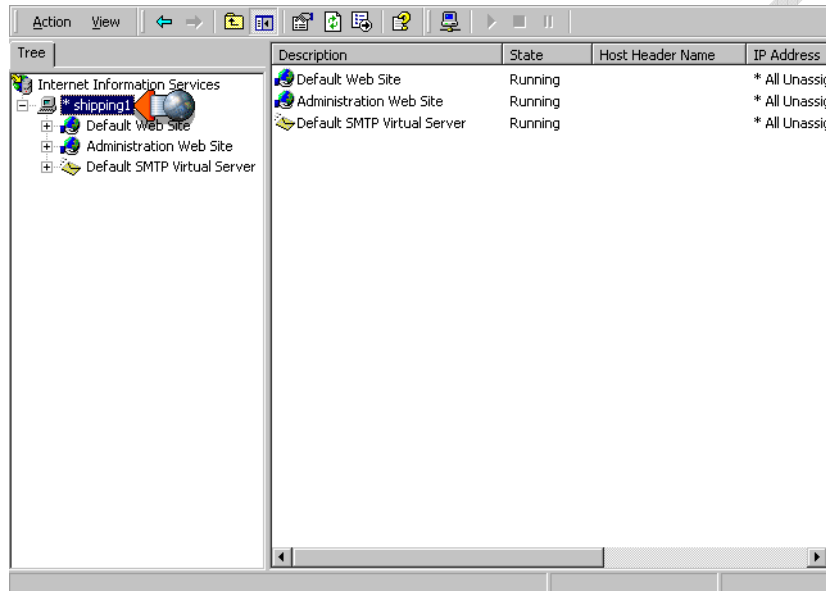 Action View
Tree
Description State Host Header Name IP Address
Internet Information Services
* shipping1
Default Web Site
Administration Web Site
Default SMTP Virtual Server
Default Web Site Running * All Unassig
Administration Web Site Running * All Unassig
Default SMTP Virtual Server Running * All Unassig